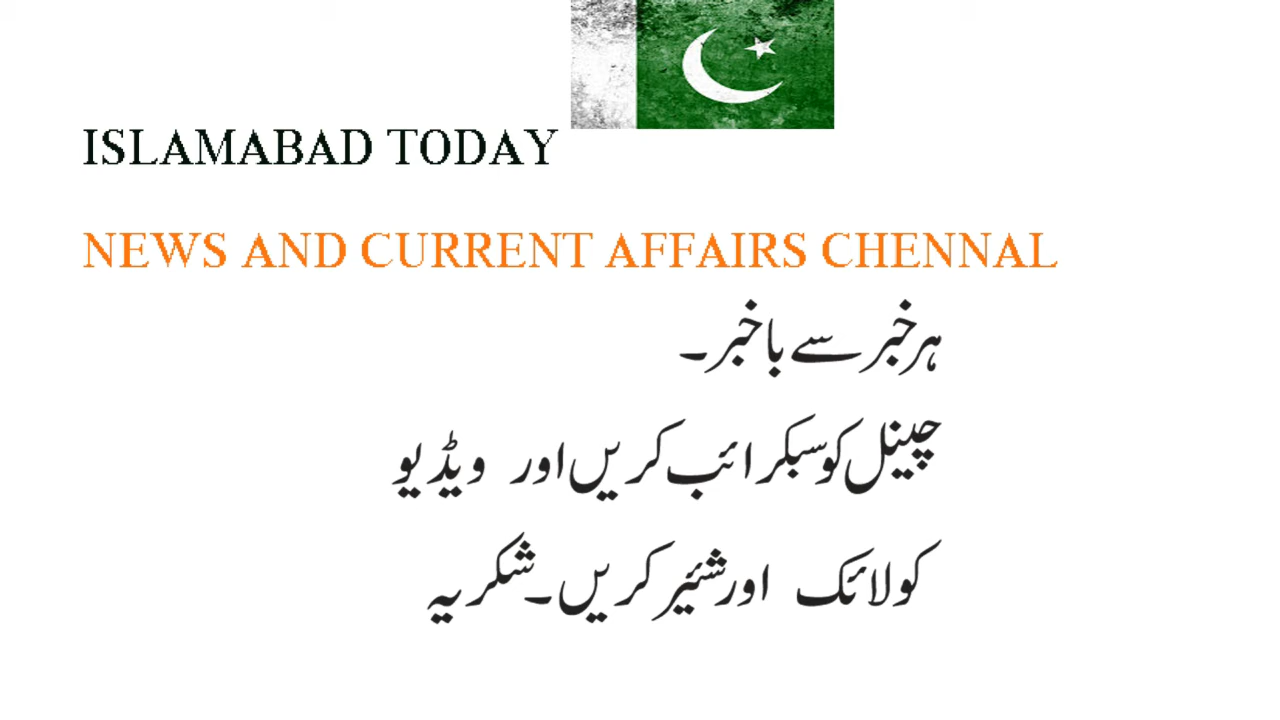 ISLAMABAD TODAY
NEWS AND CURRENT AFFAIRS CHENNAL
ہر خبر سے باخبر۔
چینل کو سبکرائب کریں اور ویڈیو
کو لائک اور شئیر کریں۔ شکریہ